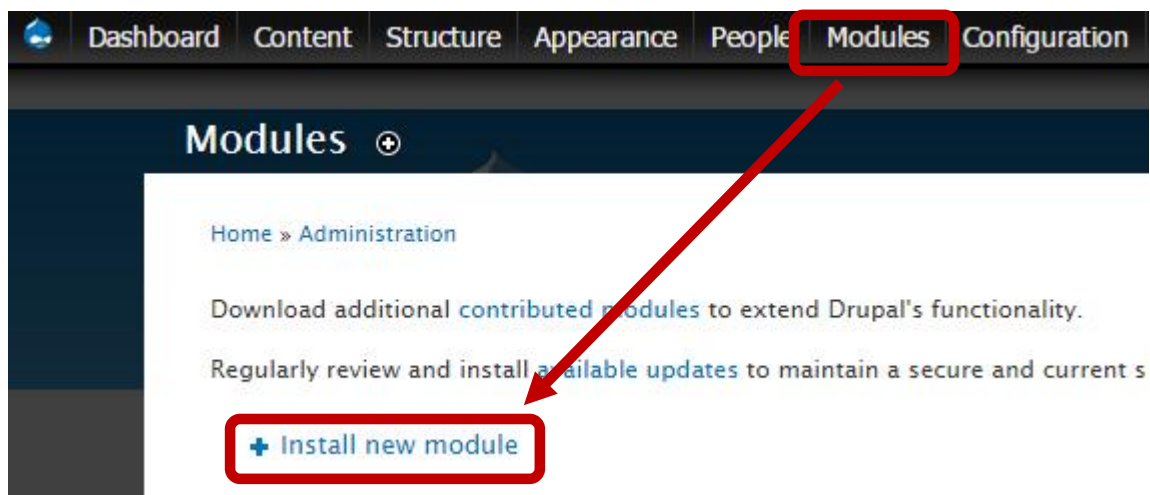 Dashboard Content Structure Appearance People Modules Configuration
Modules
Home » Administration
Download additional contributed modules to extend Drupal's functionality.
Regularly review and install available updates to maintain a secure and current s
+ Install new module